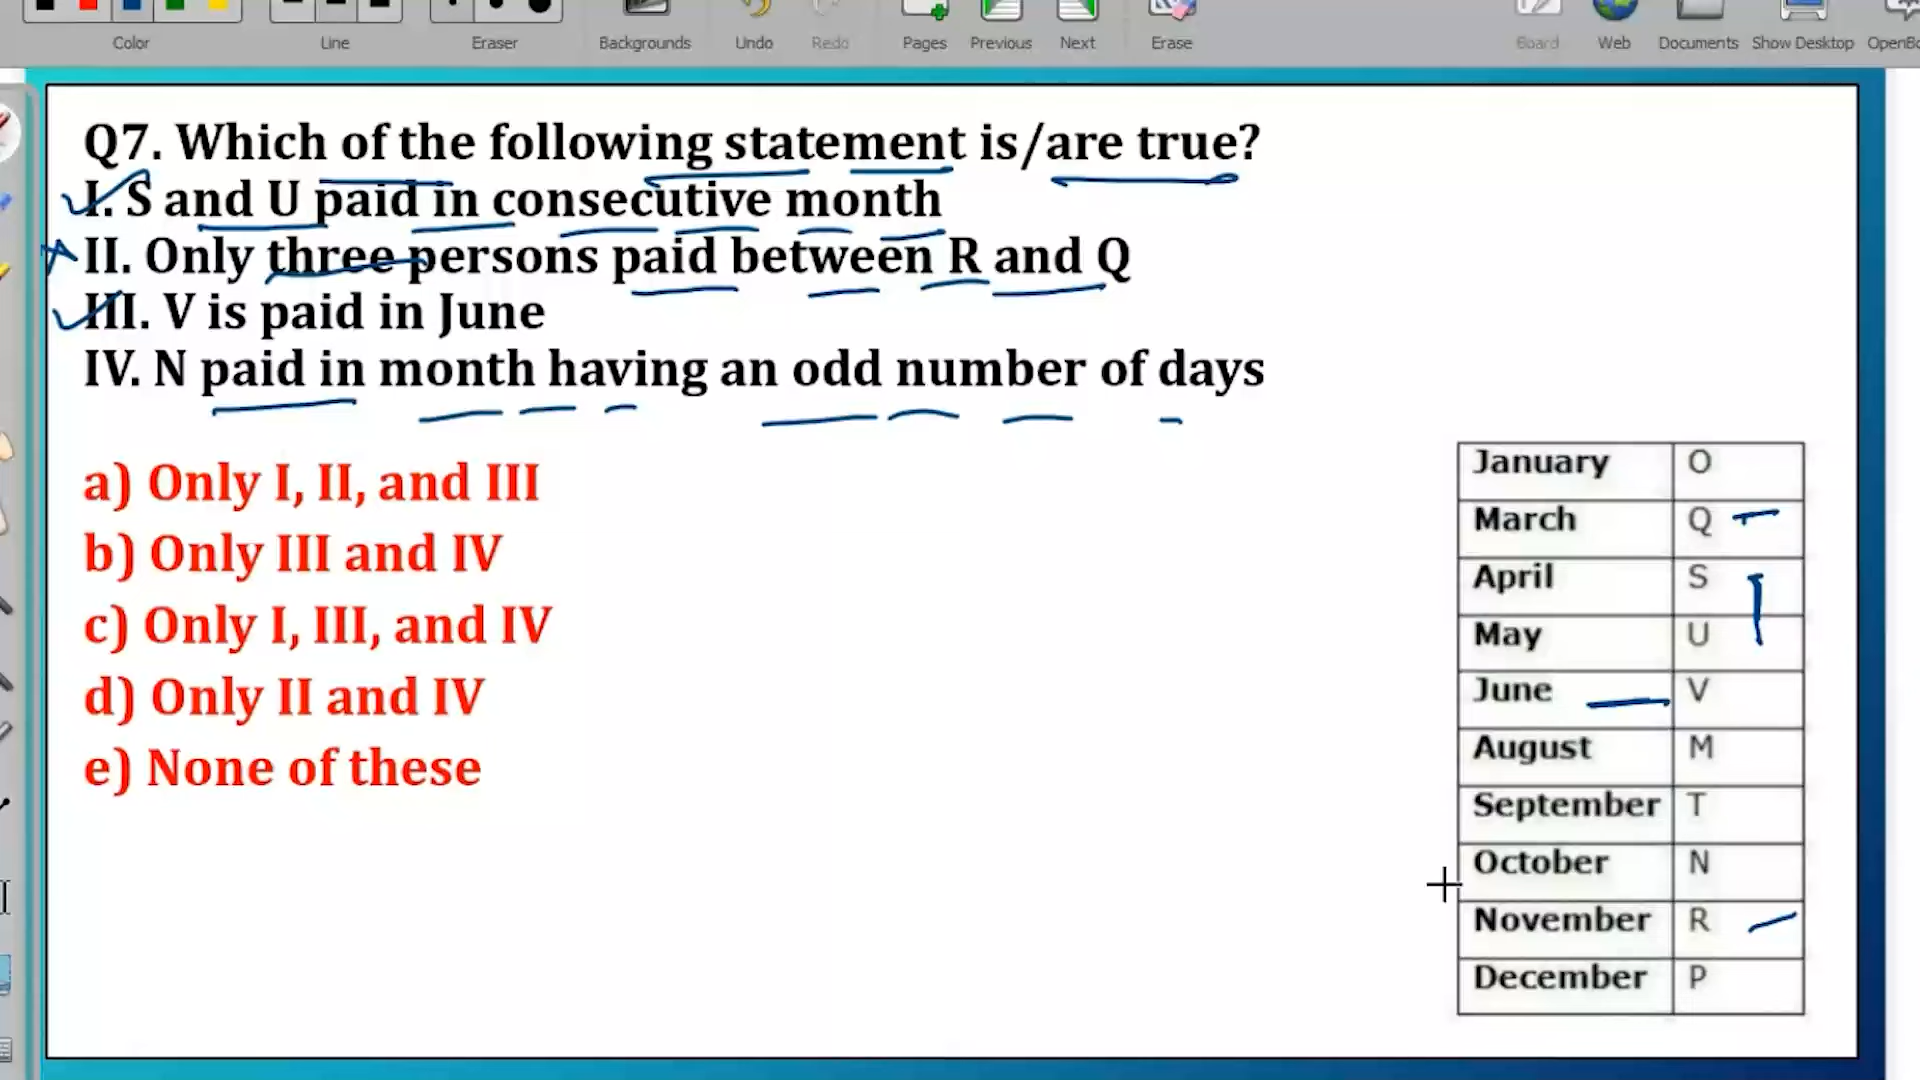 Color
Line
Eraser
Backgrounds
Undo
Redo
Pages
Previous
Next
Erase
Board
Web
Documents
Show Desktop
Q7. Which of the following statement is/are true?
I. S and U paid in consecutive month
II. Only three persons paid between R and Q
III. V is paid in June
IV. N paid in month having an odd number of days
a) Only I, II, and III
b) Only III and IV
c) Only I, III, and IV
d) Only II and IV
e) None of these
January O
March Q
April S
May U
June V
August M
September T
October N
November R
December P